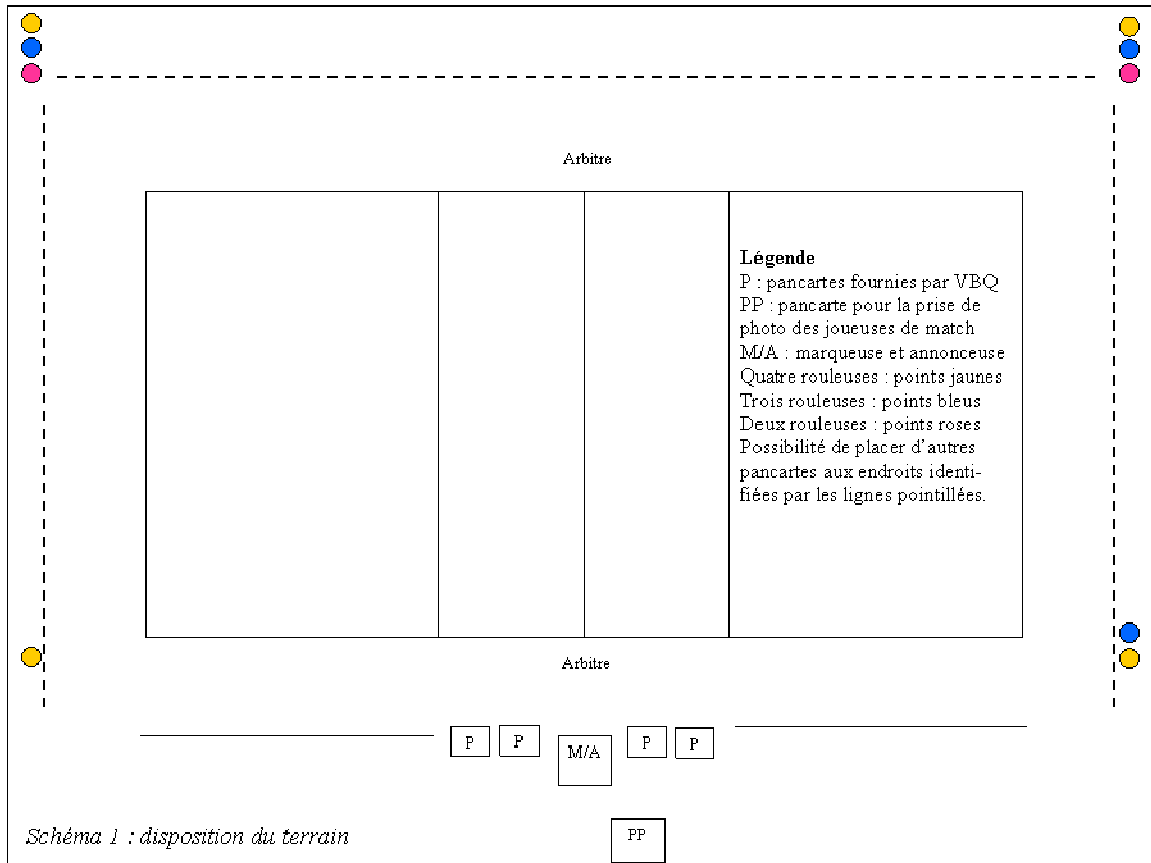 Arbitre
Légende
P : pancartes fournies par VBQ
PP : pancarte pour la prise de
photo des joueuses de match
M/A : marqueuse et annonceuse
Quatre rouleuses : points jaunes
Trois rouleuses : points bleus
Deux rouleuses : points roses
Possibilité de placer d'autres
pancartes aux endroits identi-
fiées par les lignes pointillées.
Arbitre
P P M/A P P
Schéma 1 : disposition du terrain
PP